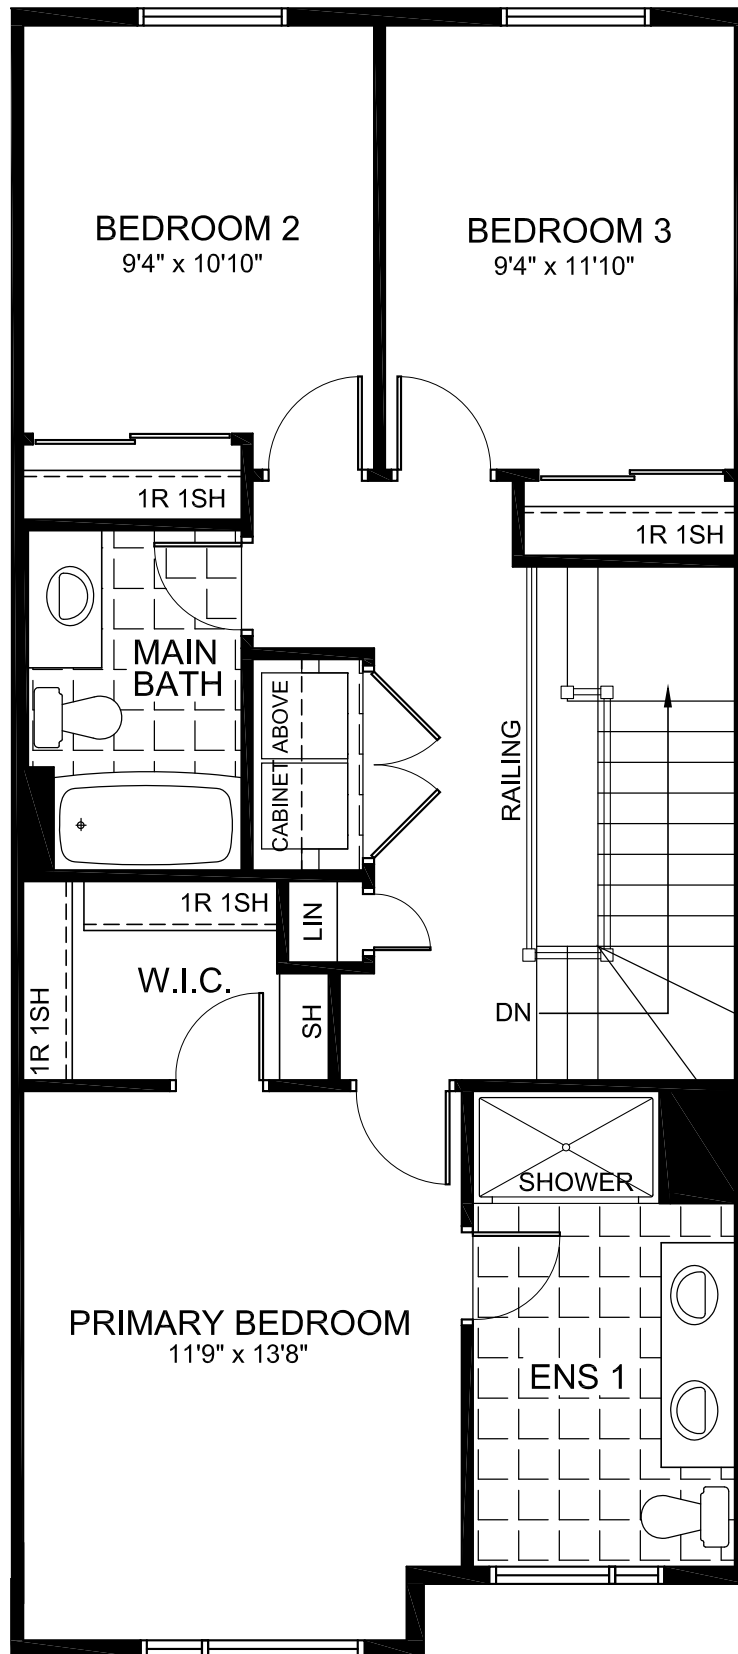 BEDROOM 2
9'4" x 10'10"
BEDROOM 3
9'4" x 11'10"
1R 1SH
1R 1SH
MAIN
BATH
CABINET ABOVE
RAILING
1R 1SH
LIN
W.I.C.
1R 1SH
SH
DN
SHOWER
PRIMARY BEDROOM
11'9" x 13'8"
ENS 1